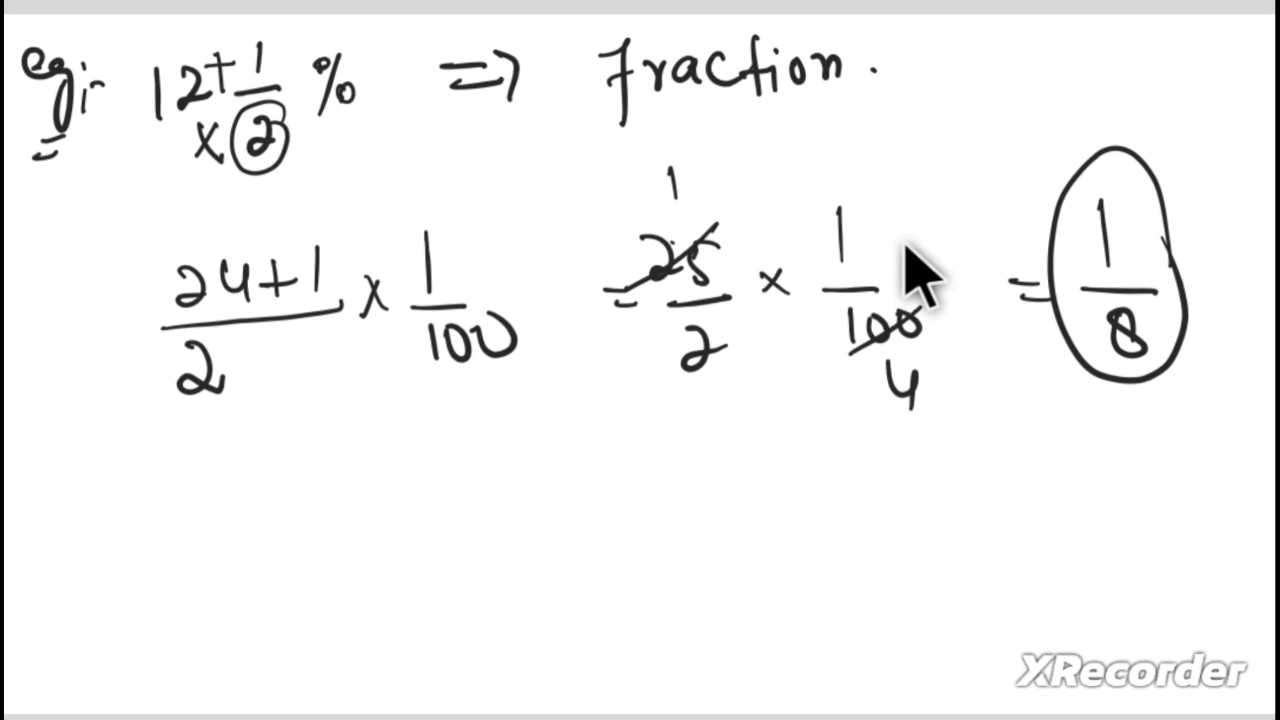 eg:- 12 + 1/2 % => fraction.
× 2
24+1/2 × 1/100 = 25/2 × 1/100 = 1/8
1
4
XRecorder